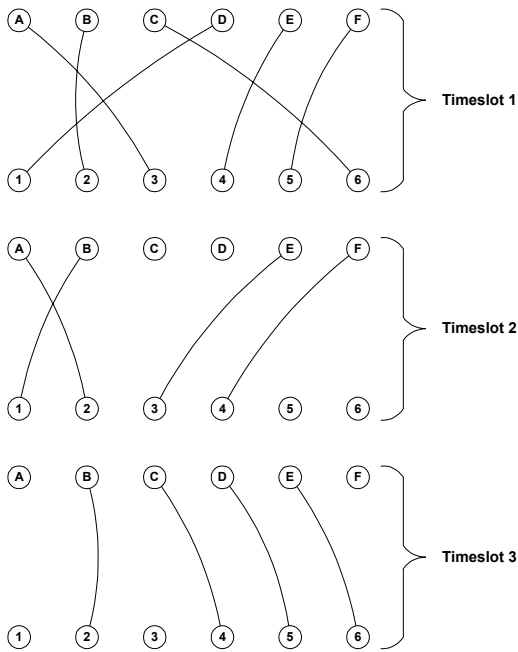 A B C D E F
Timeslot 1
1 2 3 4 5 6
A B C D E F
Timeslot 2
1 2 3 4 5 6
A B C D E F
Timeslot 3
1 2 3 4 5 6